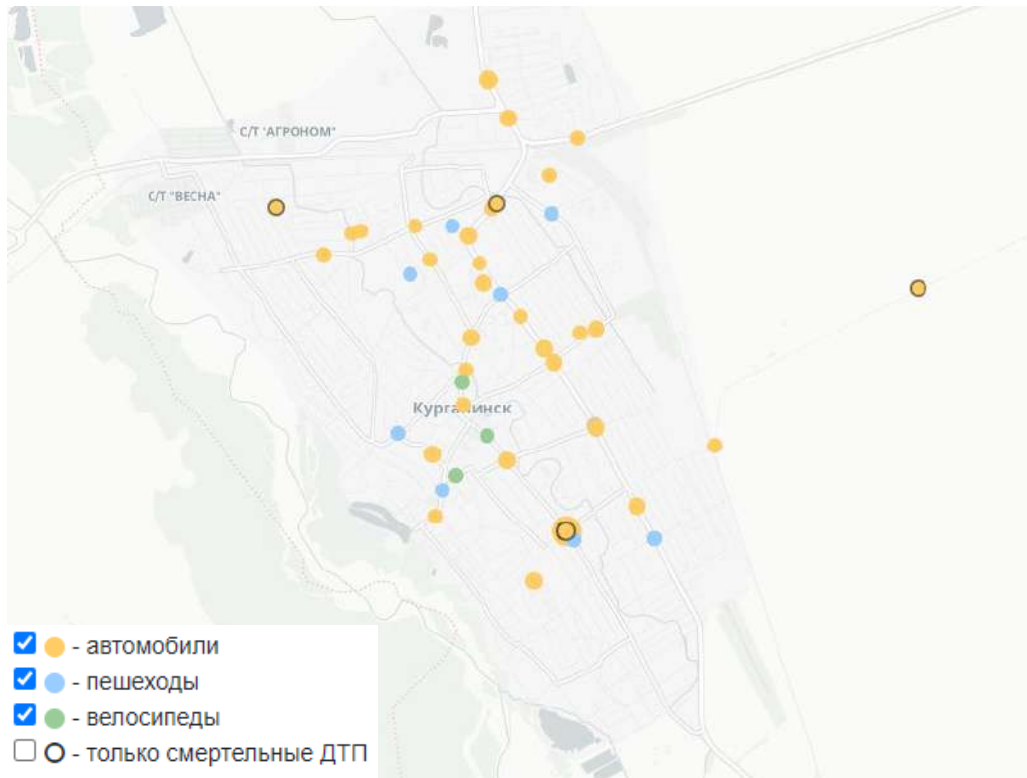 С/Т "АГРОНОМ"
С/Т "ВЕСНА"
Курганинск
- автомобили
- пешеходы
- велосипеды
- только смертельные ДТП